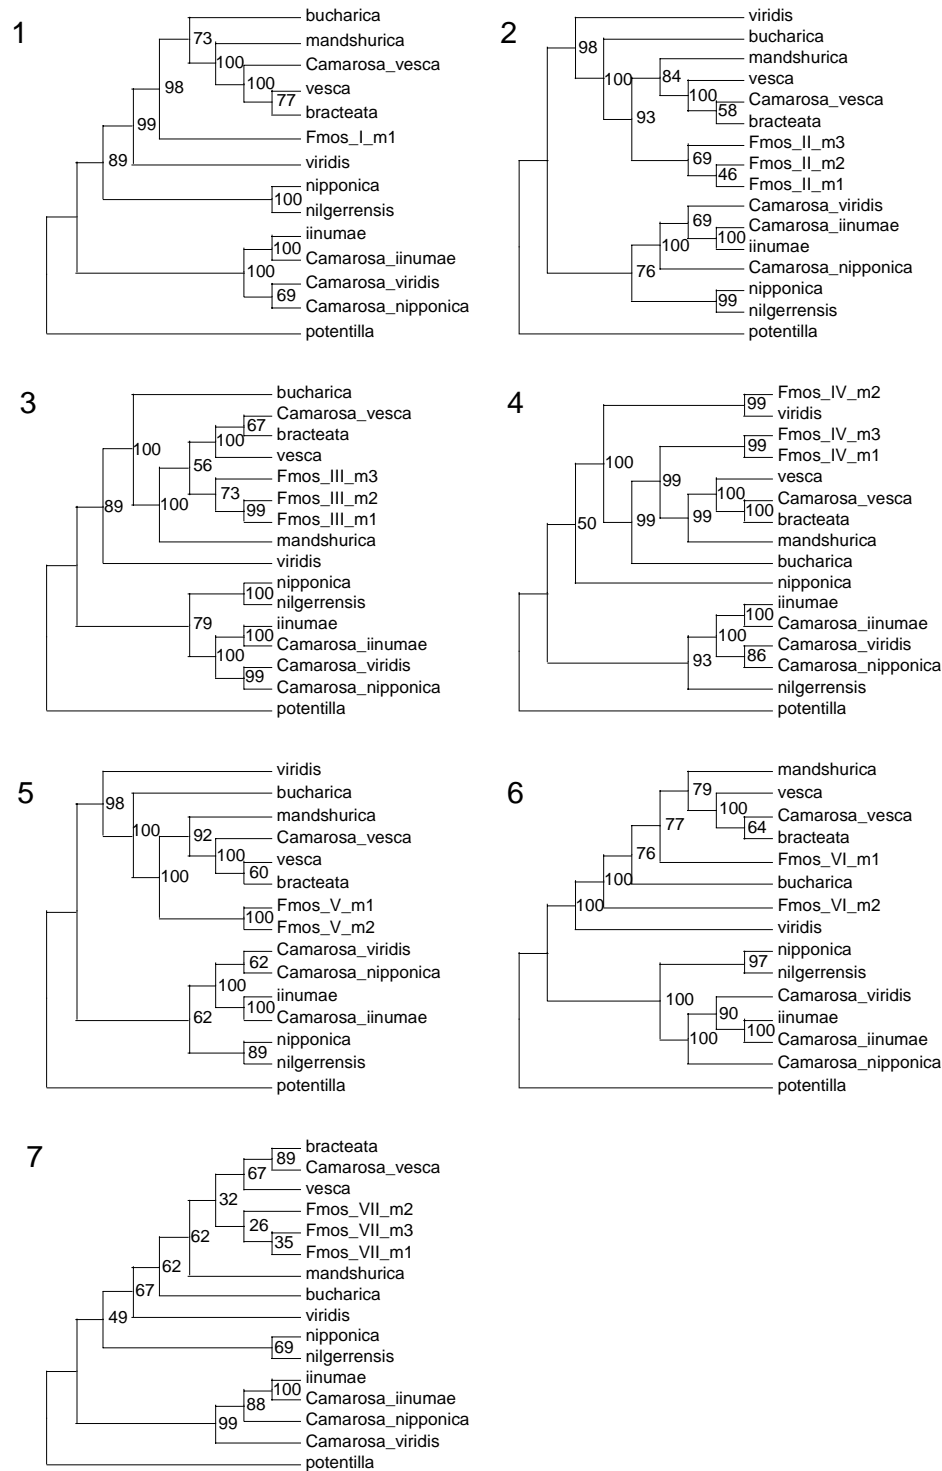 1
bucharica
73
mandshurica
100
Camarosa_vesca
98
100
vesca
77
bracteata
99
Fmos_I_m1
89
viridis
nipponica
100
nilgerrensis
iinumae
100
Camarosa_iinumae
100
Camarosa_viridis
69
Camarosa_nipponica
potentilla
2
viridis
98
bucharica
100
mandshurica
84
vesca
100
Camarosa_vesca
58
bracteata
93
Fmos_II_m3
69
Fmos_II_m2
46
Fmos_II_m1
Camarosa_viridis
69
Camarosa_iinumae
100
100
iinumae
76
Camarosa_nipponica
nipponica
99
nilgerrensis
potentilla
3
bucharica
Camarosa_vesca
67
100
bracteata
100
vesca
56
Fmos_III_m3
73
Fmos_III_m2
89
100
99
Fmos_III_m1
mandshurica
viridis
nipponica
100
nilgerrensis
79
iinumae
100
Camarosa_iinumae
100
Camarosa_viridis
99
Camarosa_nipponica
potentilla
4
Fmos_IV_m2
99
viridis
Fmos_IV_m3
99
100
Fmos_IV_m1
99
vesca
100
Camarosa_vesca
100
50
99
99
bracteata
mandshurica
bucharica
nipponica
iinumae
100
Camarosa_iinumae
100
Camarosa_viridis
93
86
Camarosa_nipponica
nilgerrensis
potentilla
5
viridis
98
bucharica
100
mandshurica
92
Camarosa_vesca
100
vesca
60
100
bracteata
Fmos_V_m1
100
Fmos_V_m2
Camarosa_viridis
62
Camarosa_nipponica
100
iinumae
100
62
Camarosa_iinumae
nipponica
89
nilgerrensis
potentilla
6
mandshurica
79
vesca
100
Camarosa_vesca
77
64
bracteata
76
Fmos_VI_m1
100
bucharica
100
Fmos_VI_m2
viridis
nipponica
97
nilgerrensis
100
Camarosa_viridis
90
iinumae
100
100
Camarosa_iinumae
Camarosa_nipponica
potentilla
7
bracteata
89
67
Camarosa_vesca
32
vesca
Fmos_VII_m2
26
62
Fmos_VII_m3
35
Fmos_VII_m1
62
mandshurica
67
bucharica
49
viridis
nipponica
69
nilgerrensis
iinumae
100
88
Camarosa_iinumae
99
Camarosa_nipponica
Camarosa_viridis
potentilla